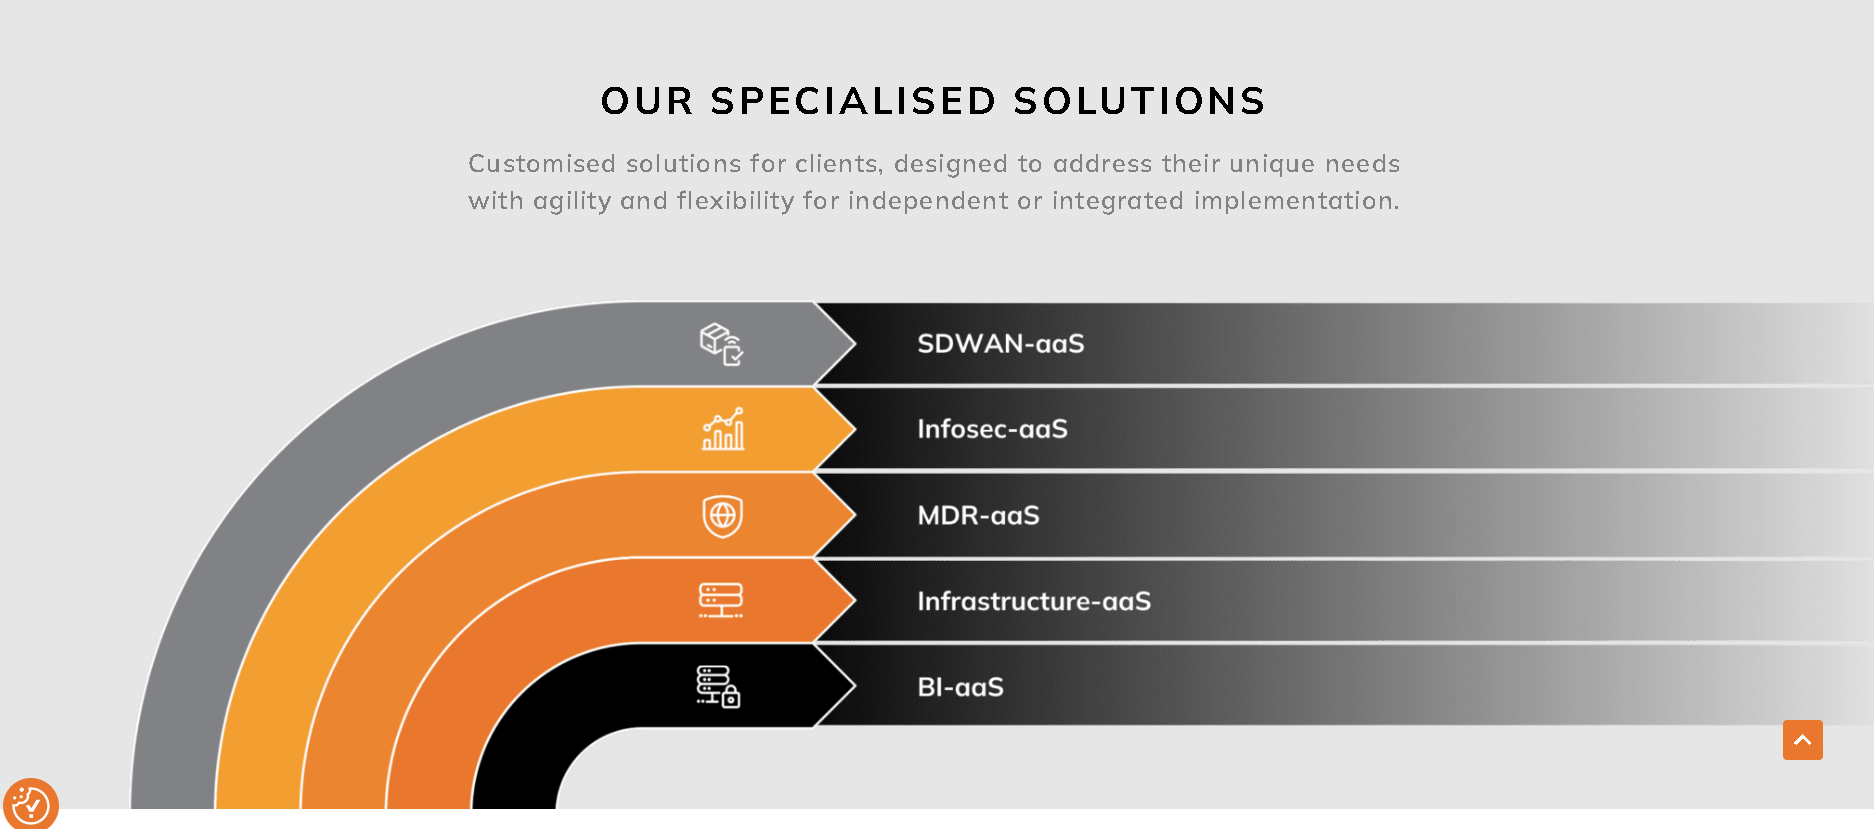 OUR SPECIALISED SOLUTIONS
Customised solutions for clients, designed to address their unique needs
with agility and flexibility for independent or integrated implementation.
SDWAN-aaS
Infosec-aaS
MDR-aaS
Infrastructure-aaS
BI-aaS